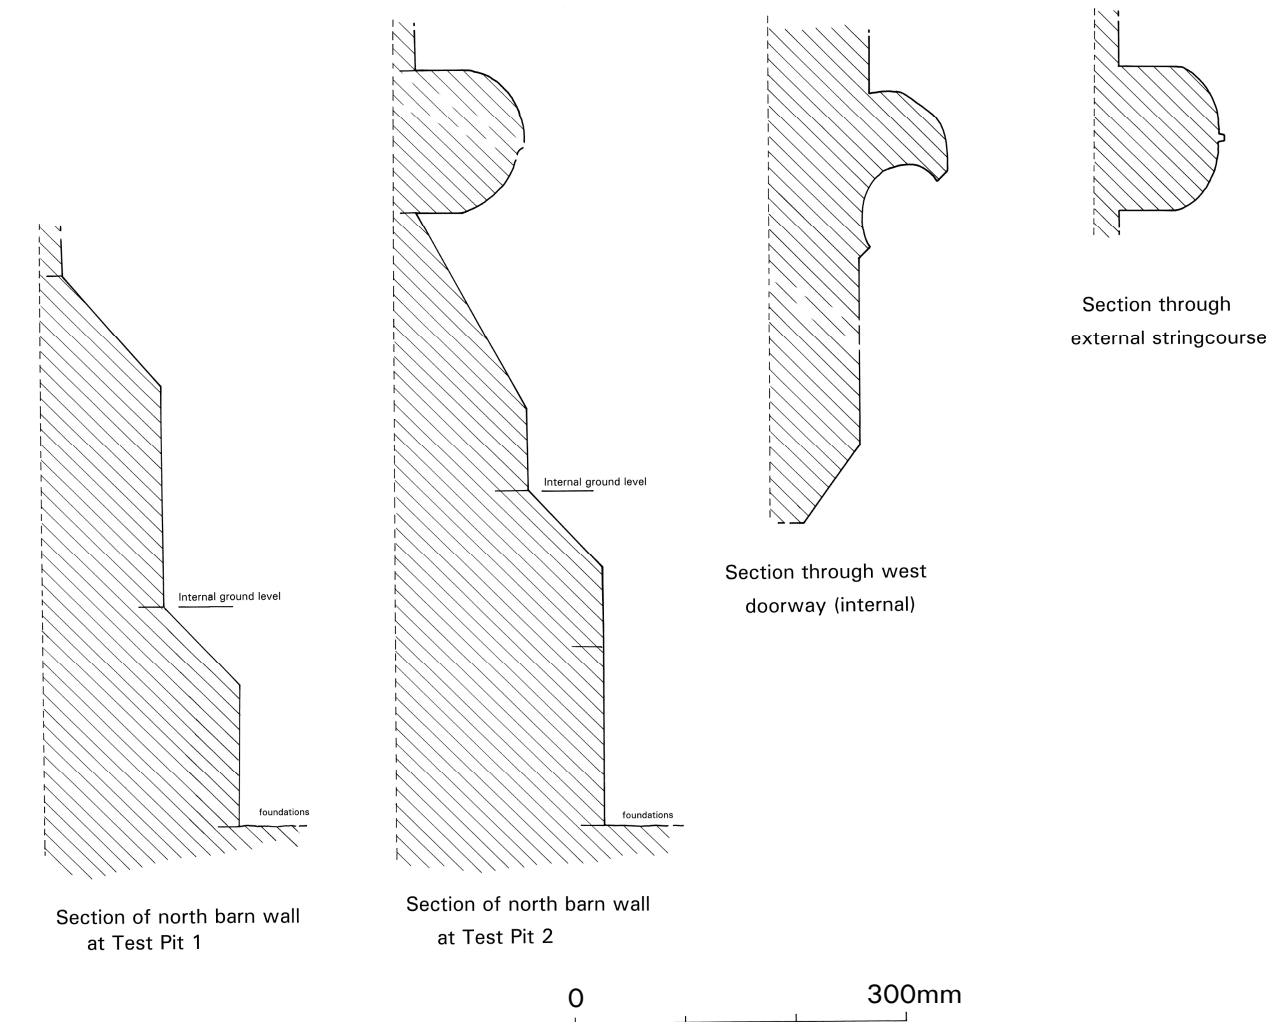 Internal ground level
foundations
Section of north barn wall
at Test Pit 1
Internal ground level
foundations
Section of north barn wall
at Test Pit 2
Section through west
doorway (internal)
Section through
external stringcourse
0
300mm